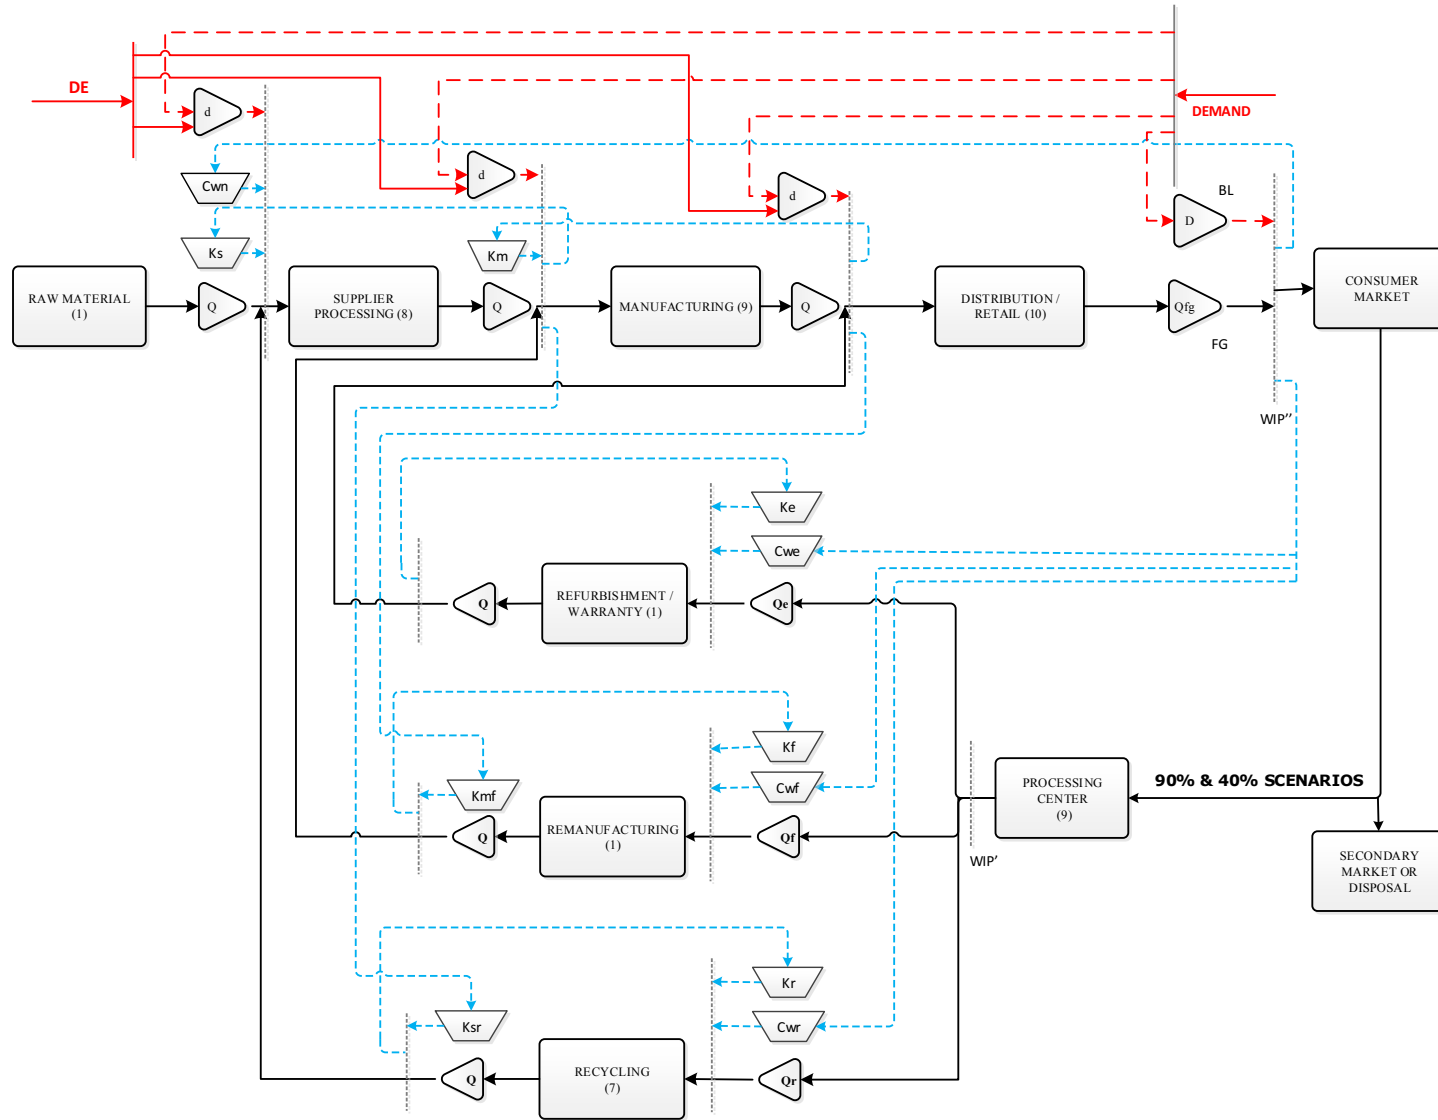 DE
d
DEMAND
Cwn
d
d
BL
D
Ks
Km
RAW MATERIAL
(1)
Q
SUPPLIER
PROCESSING (8)
Q
MANUFACTURING (9)
Q
DISTRIBUTION /
RETAIL (10)
Qfg
FG
CONSUMER
MARKET
WIP''
Ke
Cwe
Q
REFURBISHMENT /
WARRANTY (1)
Qe
Kf
Kmf
Cwf
Q
REMANUFACTURING
(1)
Qf
WIP'
PROCESSING
CENTER
(9)
90% & 40% SCENARIOS
SECONDARY
MARKET OR
DISPOSAL
Kr
Ksr
Cwr
Q
RECYCLING
(7)
Qr